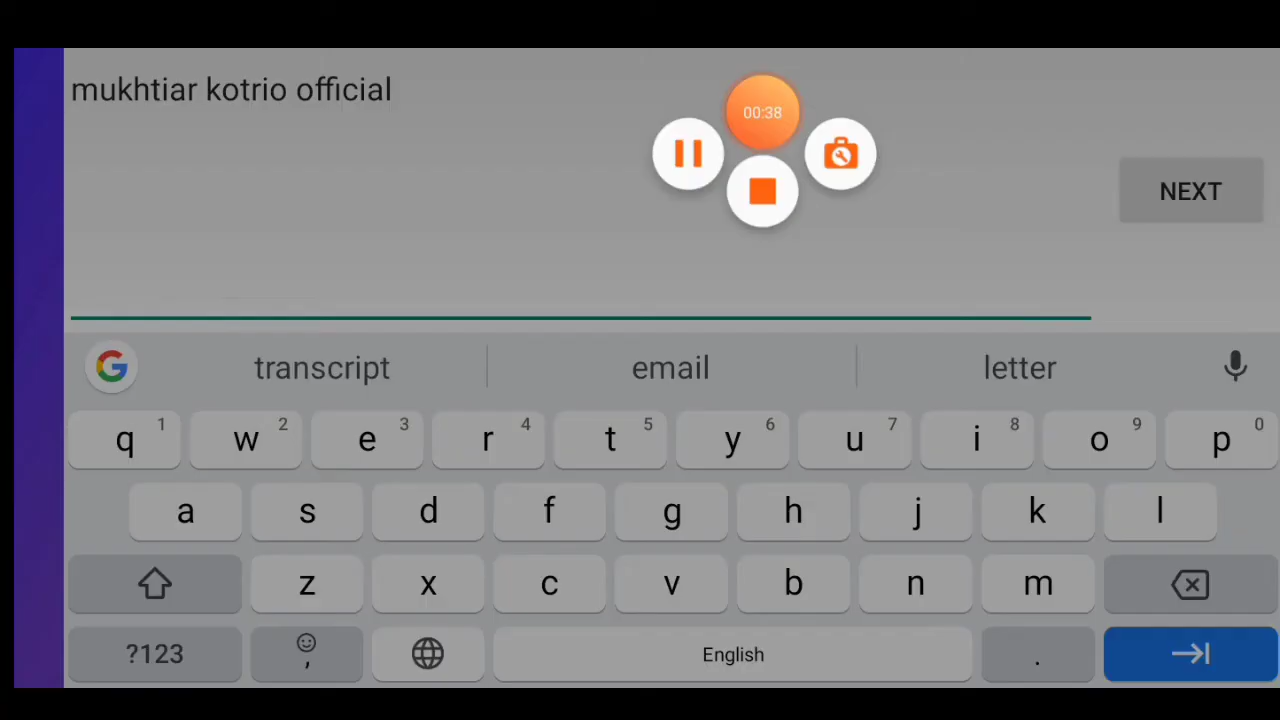 mukhtiar kotrio official
00:38
NEXT
transcript email letter
q 1 w 2 e 3 r 4 t 5 y 6 u 7 i 8 o 9 p 0
a s d f g h j k l
z x c v b n m
?123 , English .